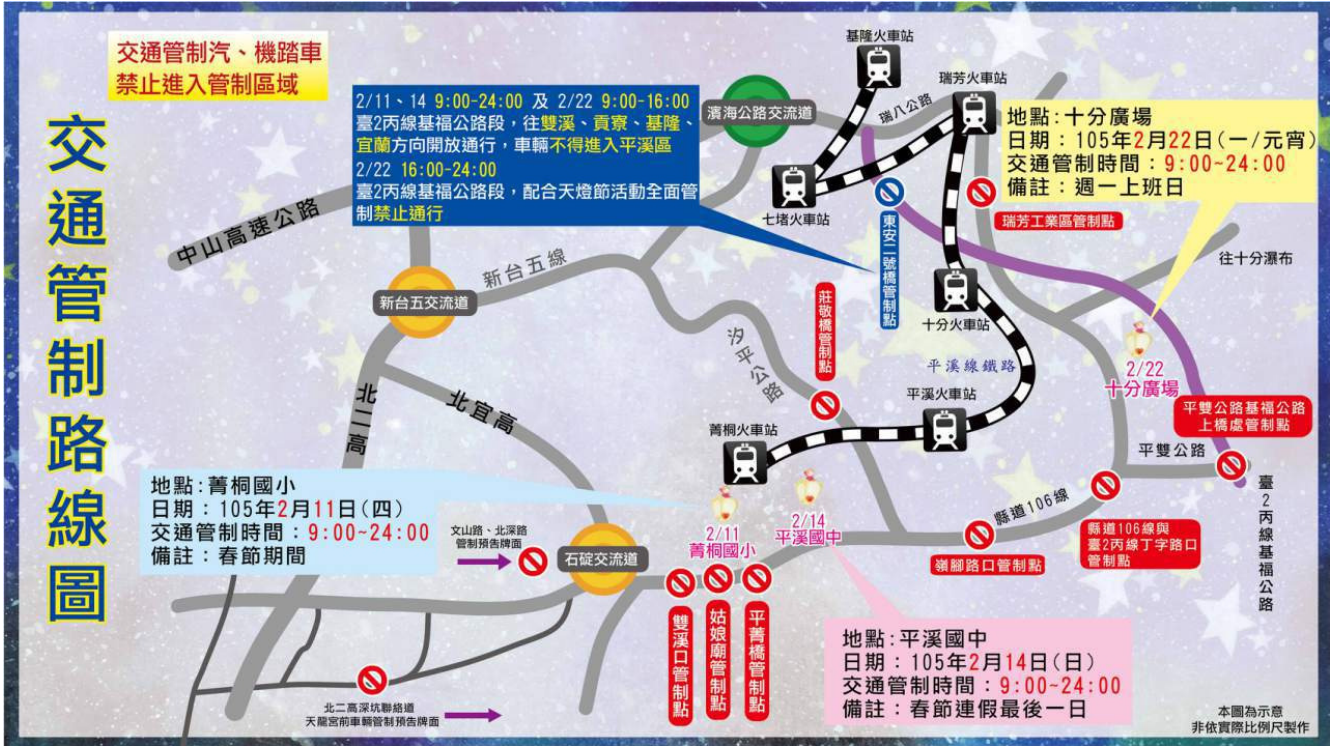 交通管制路線圖
交通管制汽、機踏車
禁止進入管制區域
2/11、14 9:00-24:00 及 2/22 9:00-16:00
臺2丙線基福公路段，往雙溪、貢寮、基隆、
宜蘭方向開放通行，車輛不得進入平溪區
2/22 16:00-24:00
臺2丙線基福公路段，配合天燈節活動全面管
制禁止通行
基隆火車站
瑞芳火車站
濱海公路交流道
瑞八公路
地點：十分廣場
日期：105年2月22日(一/元宵)
交通管制時間：9:00~24:00
備註：週一上班日
七堵火車站
東安二號橋管制點
瑞芳工業區管制點
中山高速公路
新台五線
往十分瀑布
新台五交流道
莊敬橋管制點
十分火車站
汐平公路
平溪線鐵路
2/22
十分廣場
北二高
北宜高
平溪火車站
菁桐火車站
平雙公路基福公路
上橋處管制點
平雙公路
臺2丙線基福公路
地點:菁桐國小
日期：105年2月11日(四)
交通管制時間：9:00~24:00
備註：春節期間
文山路、北深路
管制預告牌面
石碇交流道
2/11
菁桐國小
2/14
平溪國中
縣道106線
嶺腳路口管制點
縣道106線與
臺2丙線丁字路口
管制點
雙溪口管制點
姑娘廟管制點
平菁橋管制點
地點:平溪國中
日期：105年2月14日(日)
交通管制時間：9:00~24:00
備註：春節連假最後一日
北二高深坑聯絡道
天龍宮前車輛管制預告牌面
本圖為示意
非依實際比例尺製作